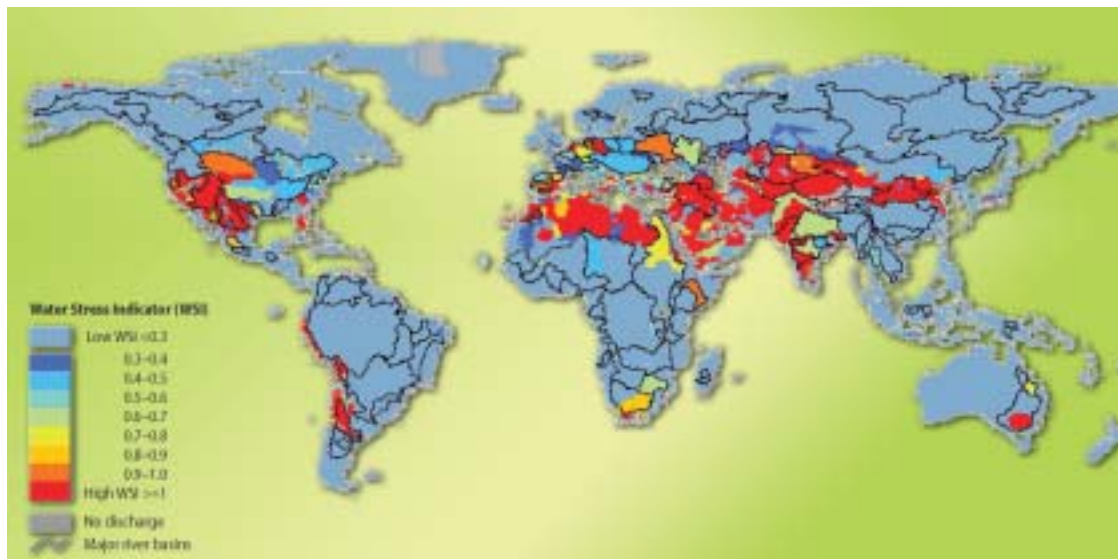 Water Stress Indicator (WSI)
Low WSI <0.3
0.3–0.4
0.4–0.5
0.5–0.6
0.6–0.7
0.7–0.8
0.8–0.9
0.9–1.0
High WSI >=1
No discharge
Major river basins